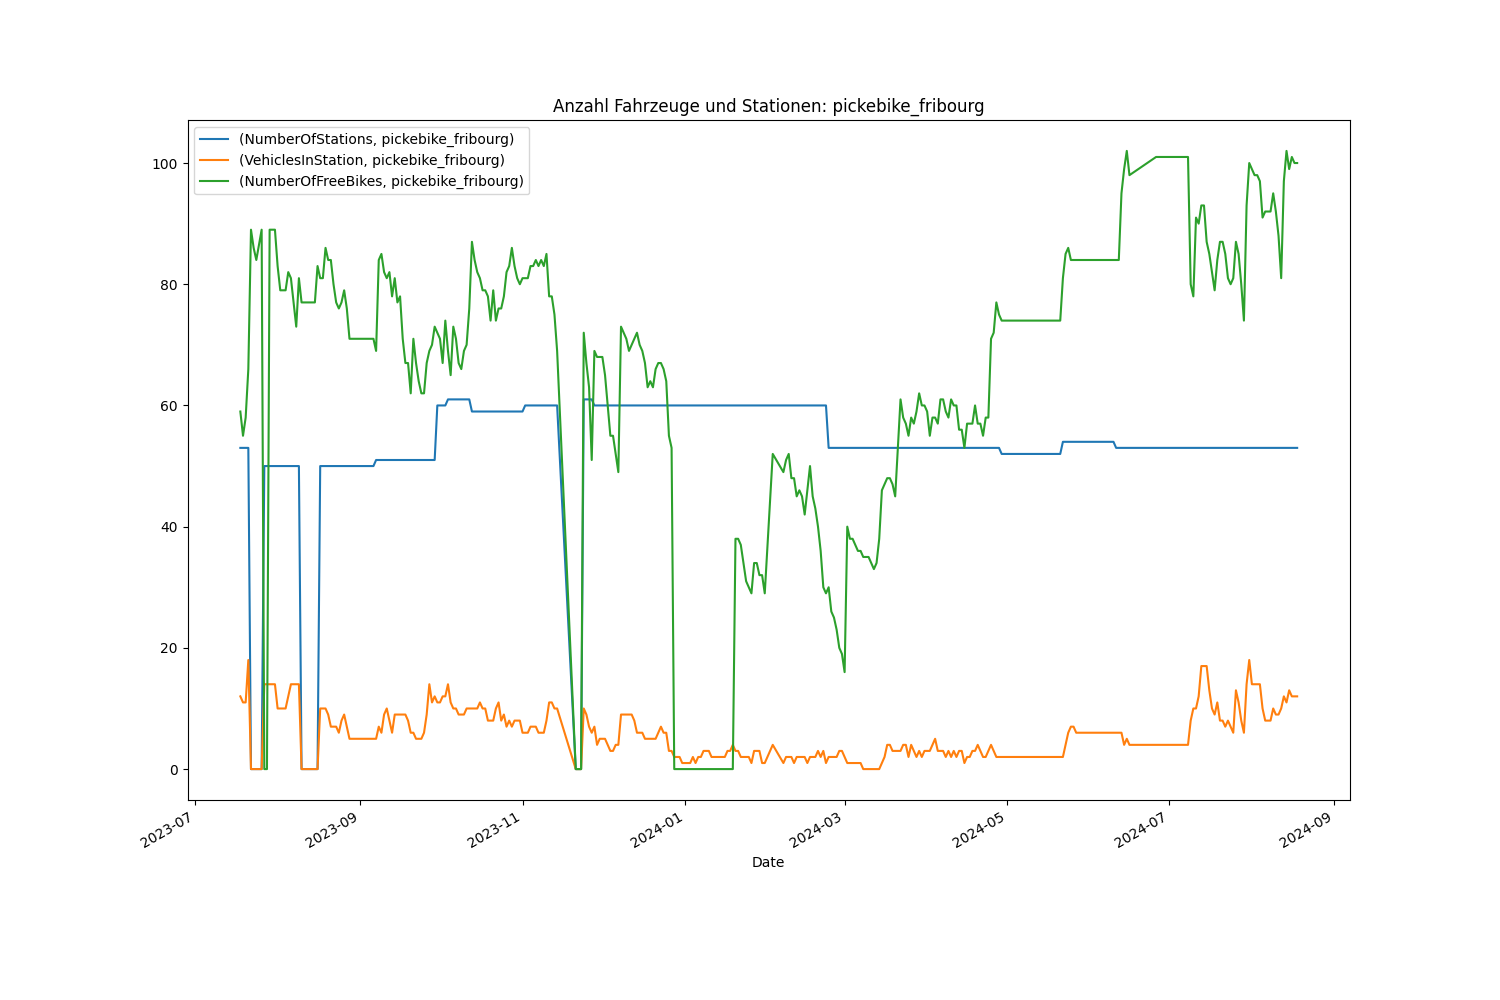 Anzahl Fahrzeuge und Stationen: pickebike_fribourg
(NumberOfStations, pickebike_fribourg)
(VehiclesInStation, pickebike_fribourg)
(NumberOfFreeBikes, pickebike_fribourg)
100
80
60
40
20
0
2023-07
2023-09
2023-11
2024-01
2024-03
2024-05
2024-07
2024-09
Date